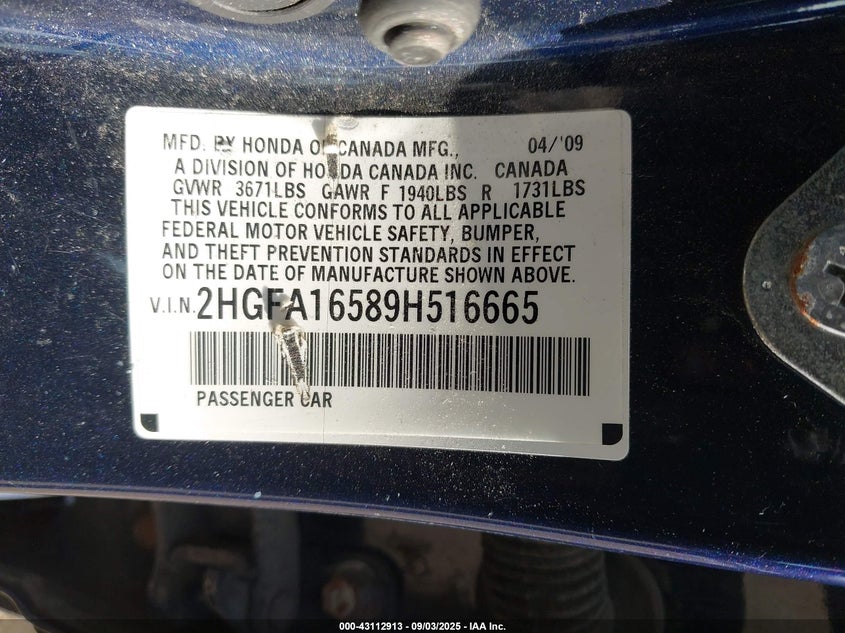 MFD. BY HONDA OF CANADA MFG., 04/'09
A DIVISION OF HONDA CANADA INC. CANADA
GVWR 3671LBS GAWR F 1940LBS R 1731LBS
THIS VEHICLE CONFORMS TO ALL APPLICABLE
FEDERAL MOTOR VEHICLE SAFETY, BUMPER,
AND THEFT PREVENTION STANDARDS IN EFFECT
ON THE DATE OF MANUFACTURE SHOWN ABOVE.
V.I.N. 2HGFA16589H516665
PASSENGER CAR
000-43112913 - 09/03/2025 - IAA Inc.